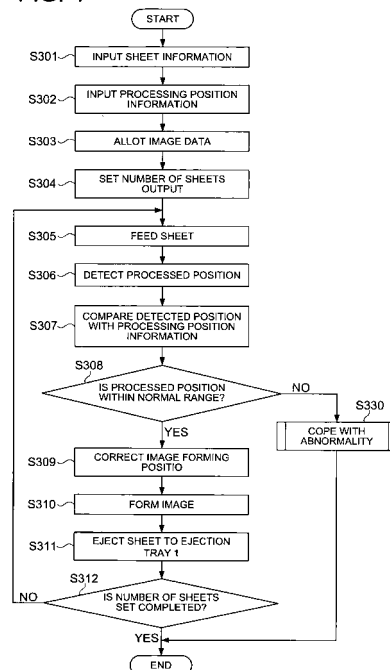 START
S301 INPUT SHEET INFORMATION
S302 INPUT PROCESSING POSITION
INFORMATION
S303 ALLOT IMAGE DATA
S304 SET NUMBER OF SHEETS
OUTPUT
S305 FEED SHEET
S306 DETECT PROCESSED POSITION
S307 COMPARE DETECTED POSITION
WITH PROCESSING POSITION
INFORMATION
S308
IS PROCESSED POSITION
WITHIN NORMAL RANGE?
NO
S330
COPE WITH
ABNORMALITY
YES
S309 CORRECT IMAGE FORMING
POSITIO
S310 FORM IMAGE
S311 EJECT SHEET TO EJECTION
TRAY 1
S312
IS NUMBER OF SHEETS
SET COMPLETED?
NO
YES
END